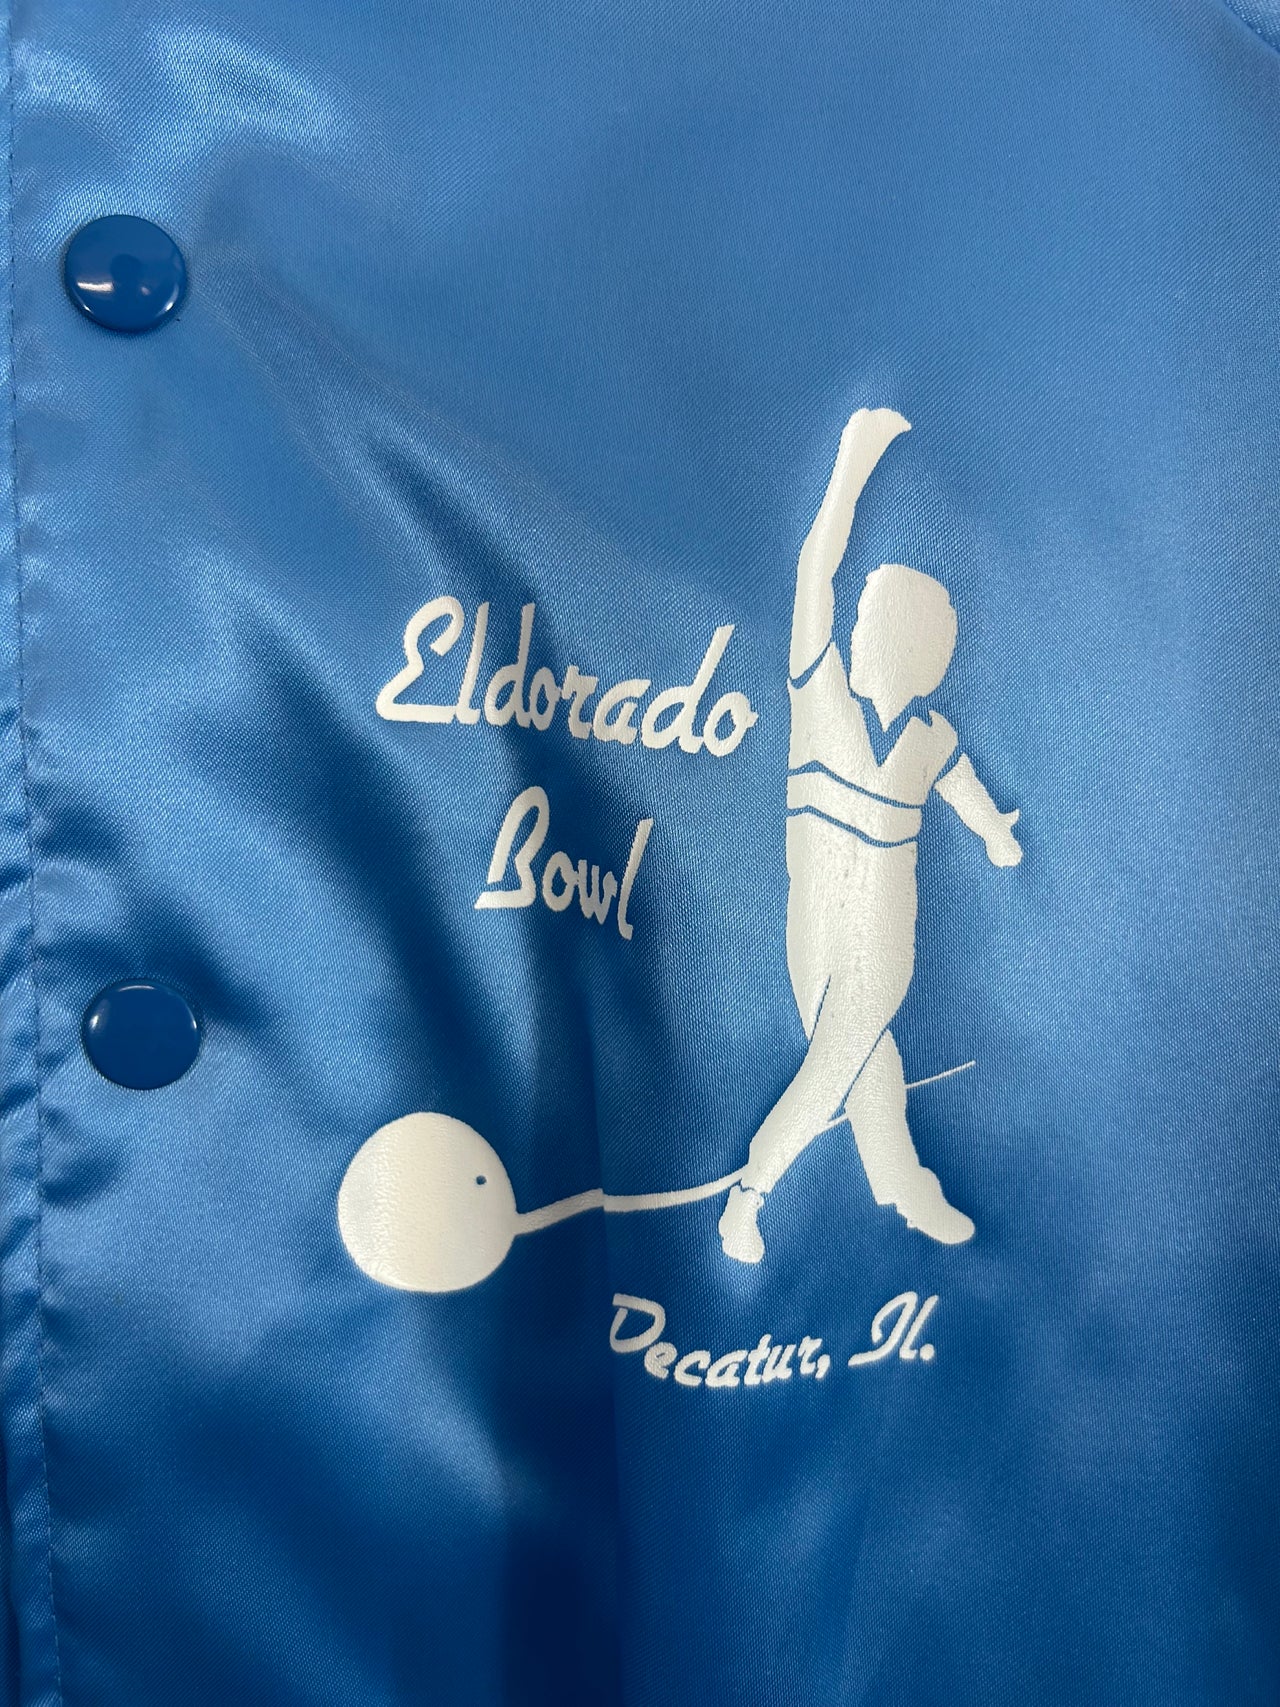 Eldorado
Bowl
Decatur, Il.